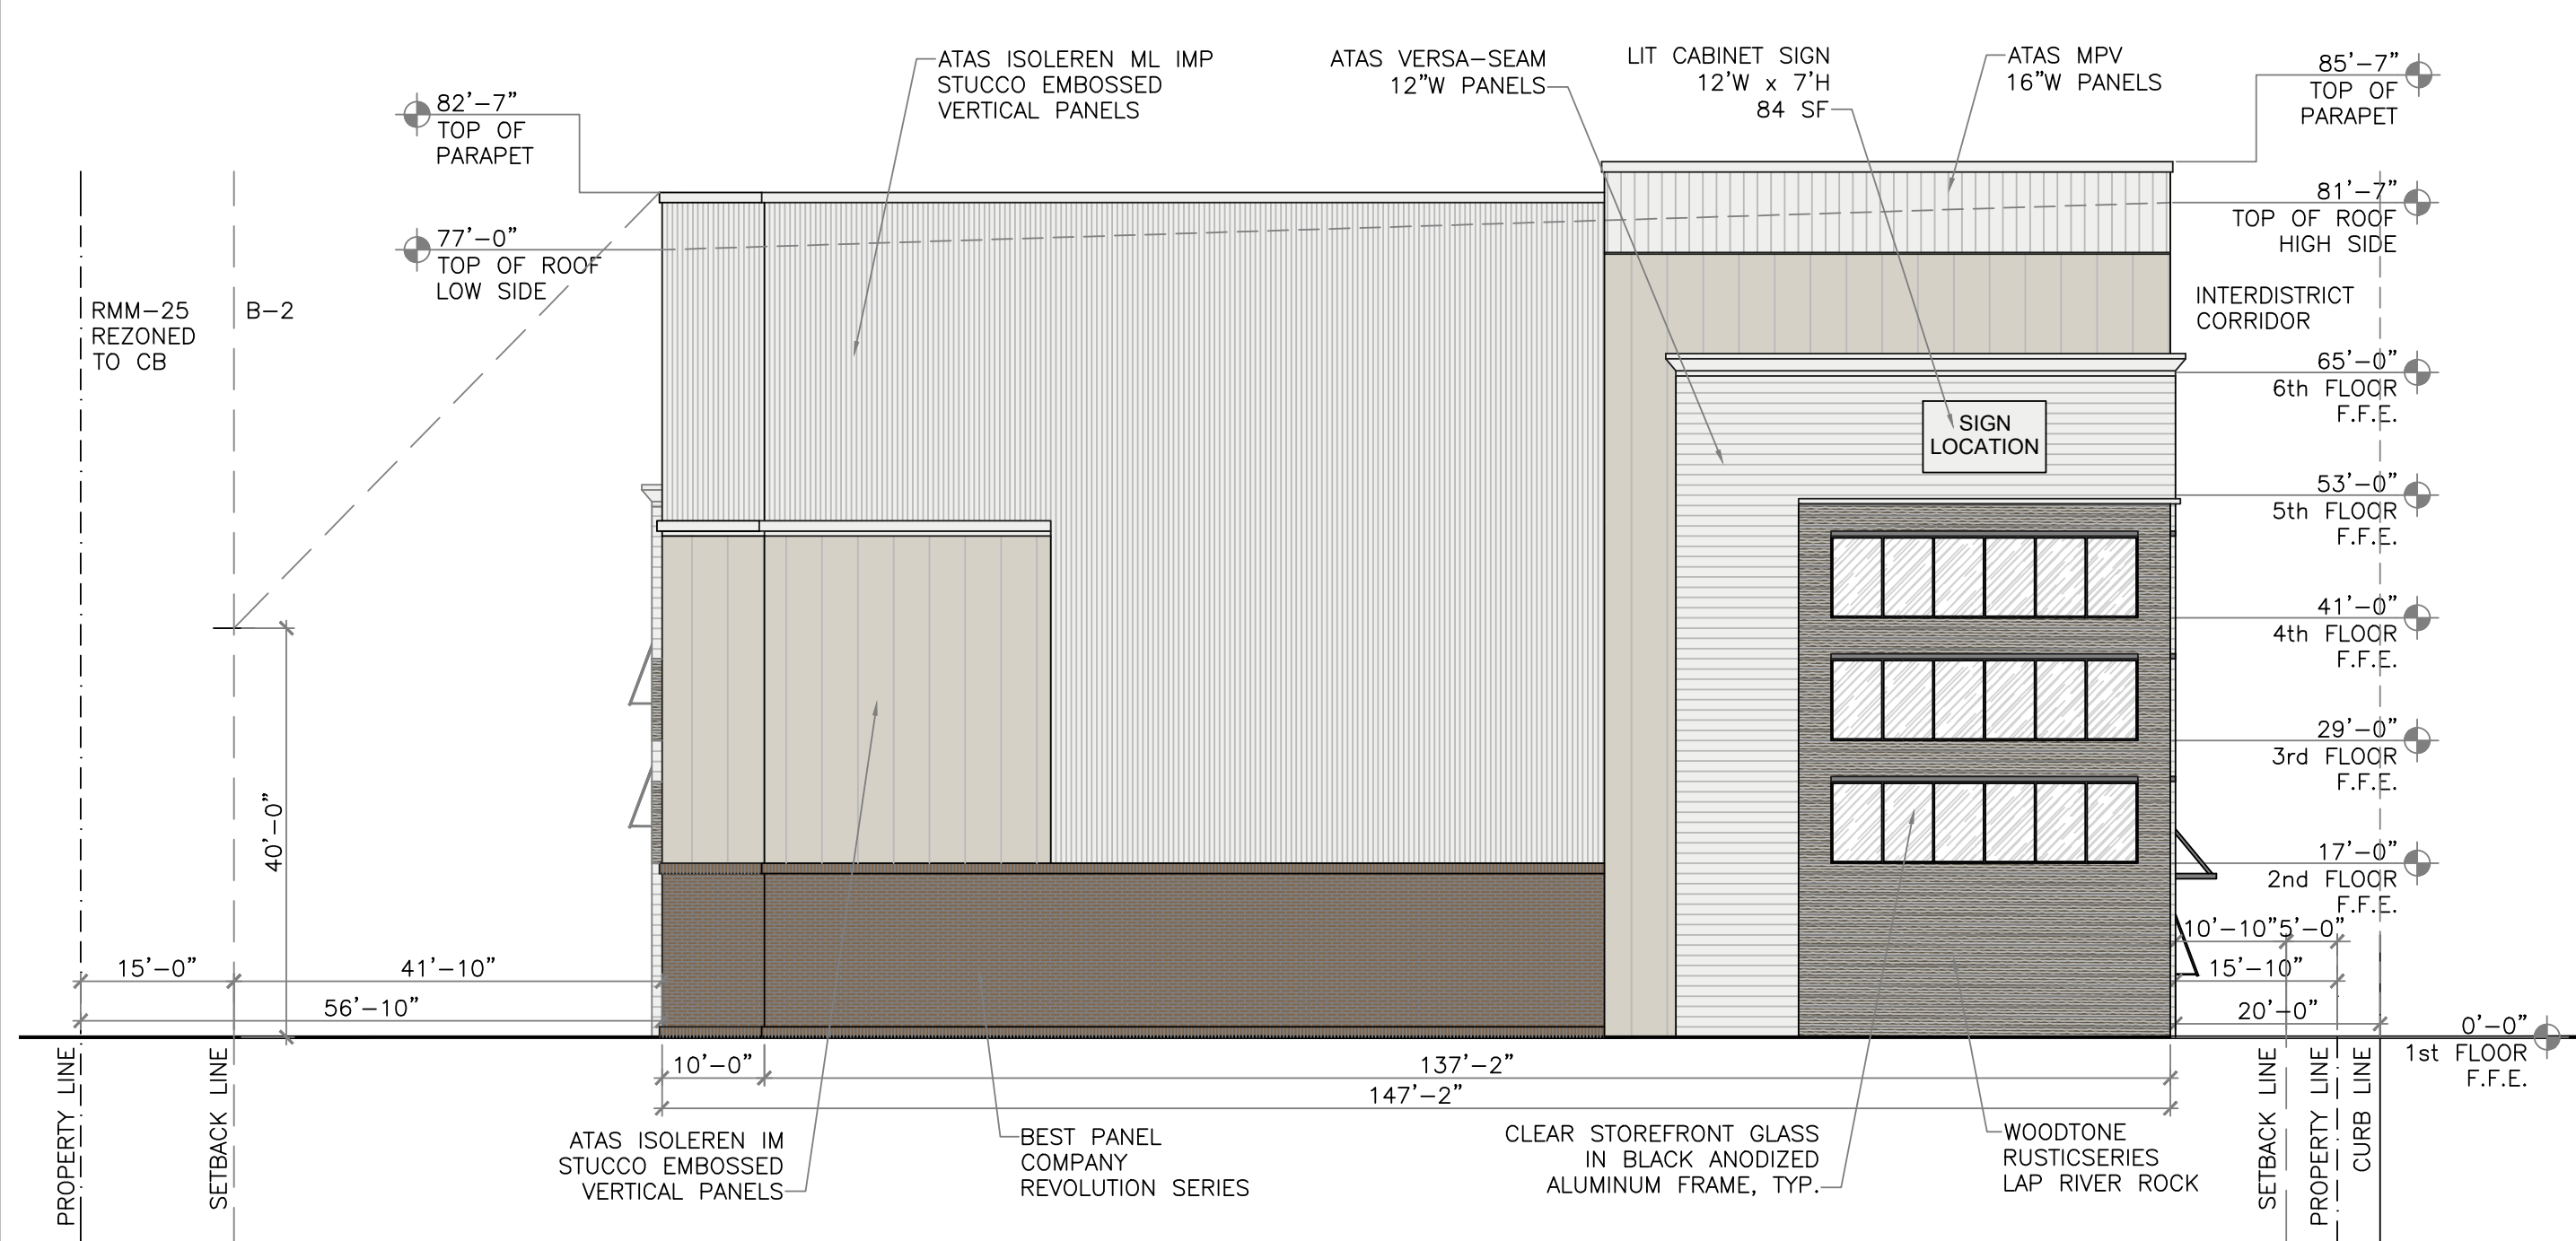 ATAS ISOLEREN ML IMP
STUCCO EMBOSSED
VERTICAL PANELS
ATAS VERSA-SEAM
12"W PANELS
LIT CABINET SIGN
12'W x 7'H
84 SF
ATAS MPV
16"W PANELS
85'-7"
TOP OF
PARAPET
82'-7"
TOP OF
PARAPET
81'-7"
TOP OF ROOF
HIGH SIDE
77'-0"
TOP OF ROOF
LOW SIDE
RMM-25
REZONED
TO CB
B-2
INTERDISTRICT
CORRIDOR
65'-0"
6th FLOOR
F.F.E.
SIGN
LOCATION
53'-0"
5th FLOOR
F.F.E.
41'-0"
4th FLOOR
F.F.E.
29'-0"
3rd FLOOR
F.F.E.
17'-0"
2nd FLOOR
F.F.E.
40'-0"
10'-10"
5'-0"
15'-0"
41'-10"
15'-10"
56'-10"
20'-0"
0'-0"
1st FLOOR
F.F.E.
10'-0"
137'-2"
147'-2"
PROPERTY LINE
SETBACK LINE
SETBACK LINE
PROPERTY LINE
CURB LINE
ATAS ISOLEREN IM
STUCCO EMBOSSED
VERTICAL PANELS
BEST PANEL
COMPANY
REVOLUTION SERIES
CLEAR STOREFRONT GLASS
IN BLACK ANODIZED
ALUMINUM FRAME, TYP.
WOODTONE
RUSTICSERIES
LAP RIVER ROCK